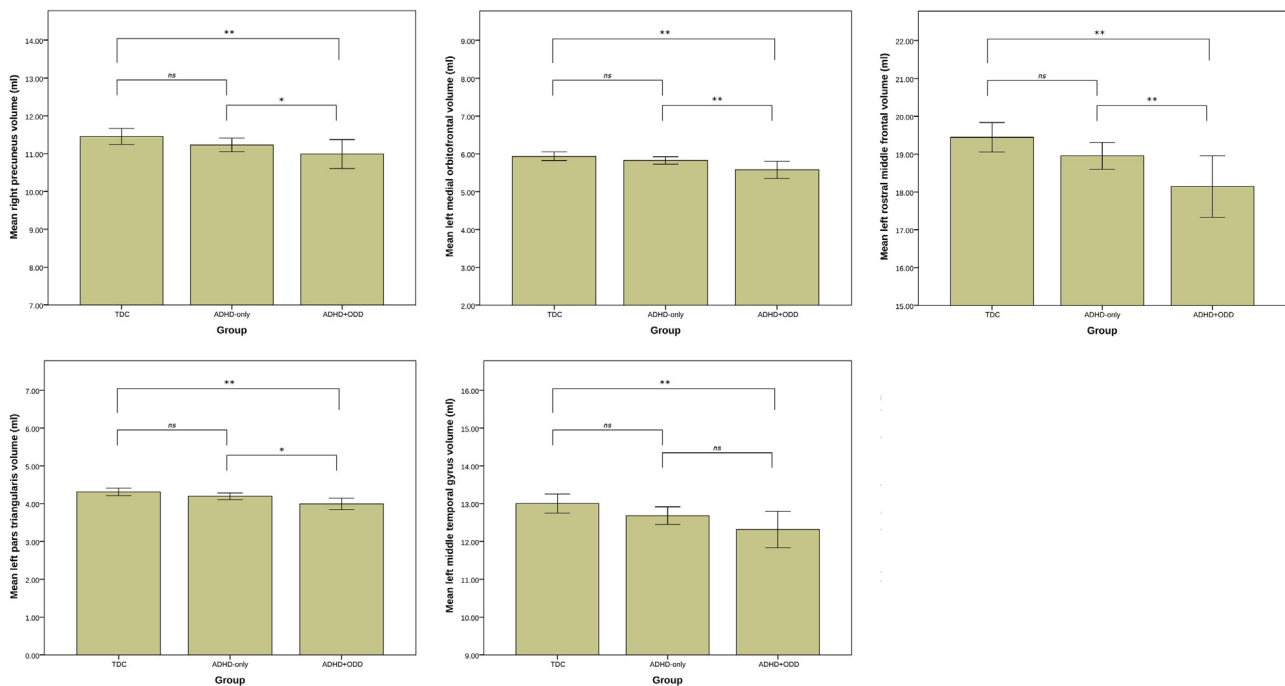 Mean right precuneus volume (ml)
14.00
13.00
12.00
11.00
10.00
9.00
8.00
7.00
**
ns
*
TDC ADHD-only ADHD+ODD
Group
Mean left medial orbitofrontal volume (ml)
9.00
8.00
7.00
6.00
5.00
4.00
3.00
2.00
**
ns
**
TDC ADHD-only ADHD+ODD
Group
Mean left rostral middle frontal volume (ml)
22.00
21.00
20.00
19.00
18.00
17.00
16.00
15.00
**
ns
**
TDC ADHD-only ADHD+ODD
Group
Mean left pars triangularis volume (ml)
7.00
6.00
5.00
4.00
3.00
2.00
1.00
0.00
**
ns
*
TDC ADHD-only ADHD+ODD
Group
Mean left middle temporal gyrus volume (ml)
16.00
15.00
14.00
13.00
12.00
11.00
10.00
9.00
**
ns
ns
TDC ADHD-only ADHD+ODD
Group